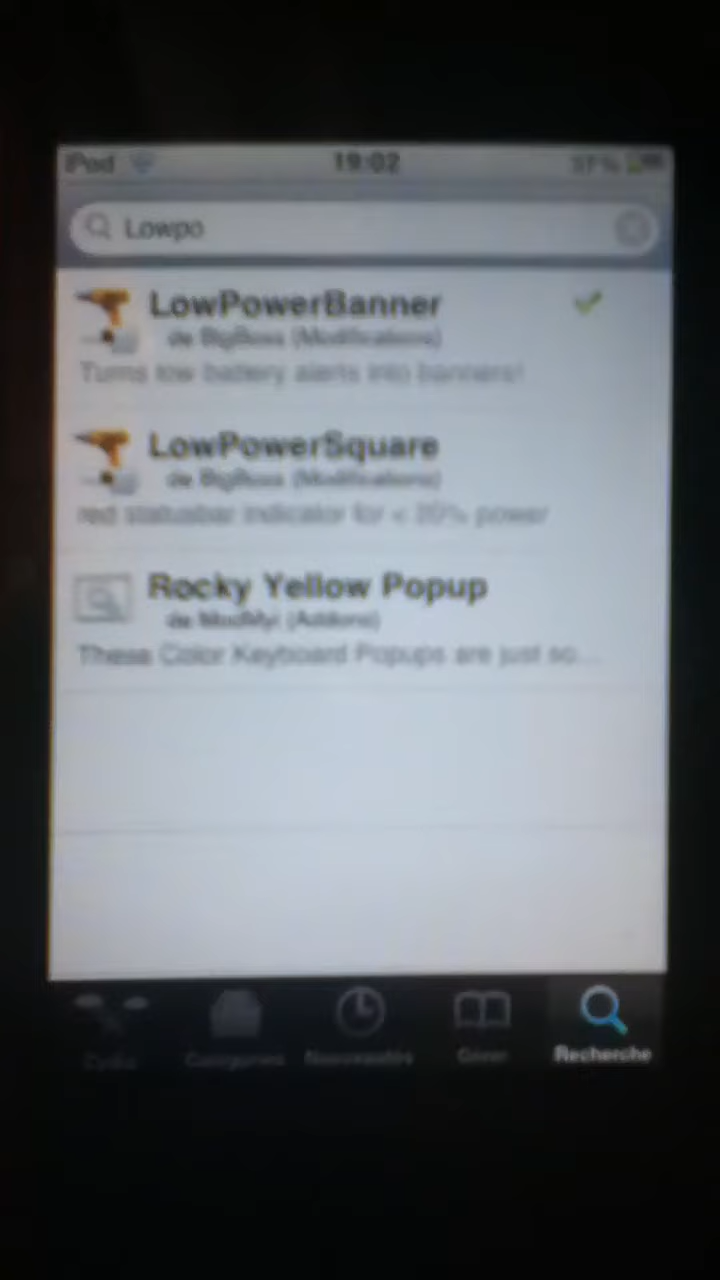 iPod 19:02
Lowpo
LowPowerBanner
de BigBoss (Modifications)
Turns low battery alerts into banners!
LowPowerSquare
de BigBoss (Modifications)
red statusbar indicator for < 20% power
Rocky Yellow Popup
de ModMyi (Addons)
These Color Keyboard Popups are just so...
Cydia Catégories Nouveautés Gérer Recherche